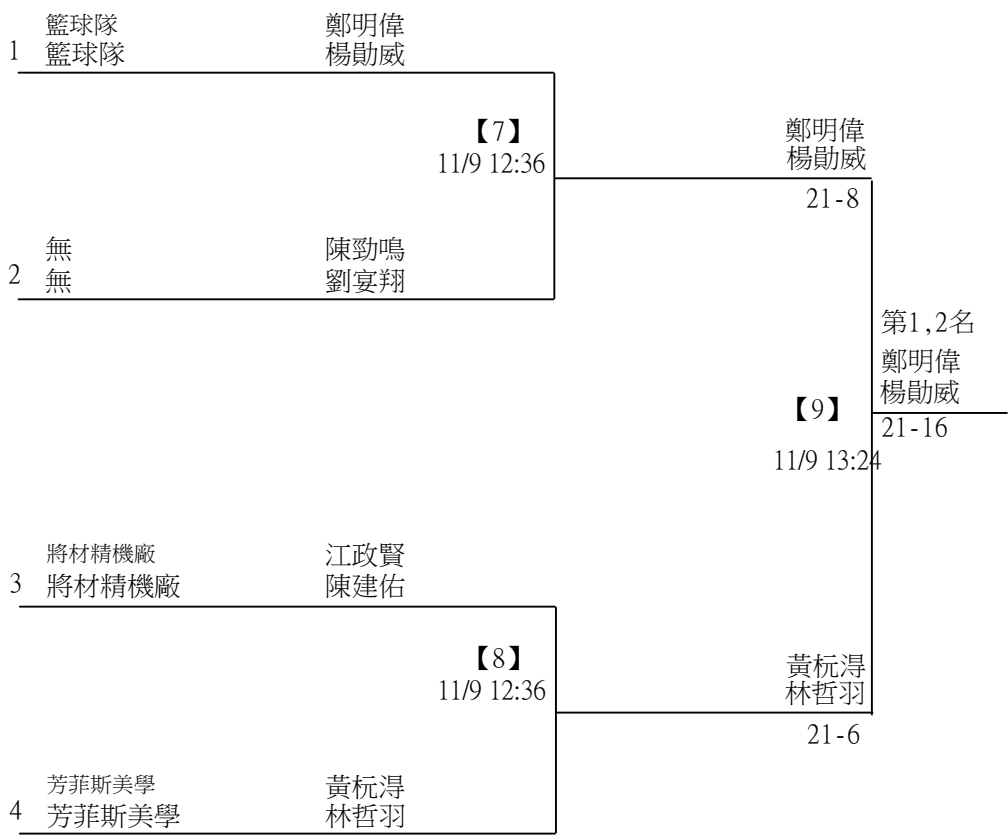 籃球隊 鄭明偉
1 籃球隊 楊勛威
【7】 鄭明偉
11/9 12:36 楊勛威
21-8
無 陳勁鳴
2 無 劉宴翔
第1,2名
鄭明偉
【9】 楊勛威
21-16
11/9 13:24
將材精機廠 江政賢
3 將材精機廠 陳建佑
【8】 黃杬淂
11/9 12:36 林哲羽
21-6
芳菲斯美學 黃杬淂
4 芳菲斯美學 林哲羽